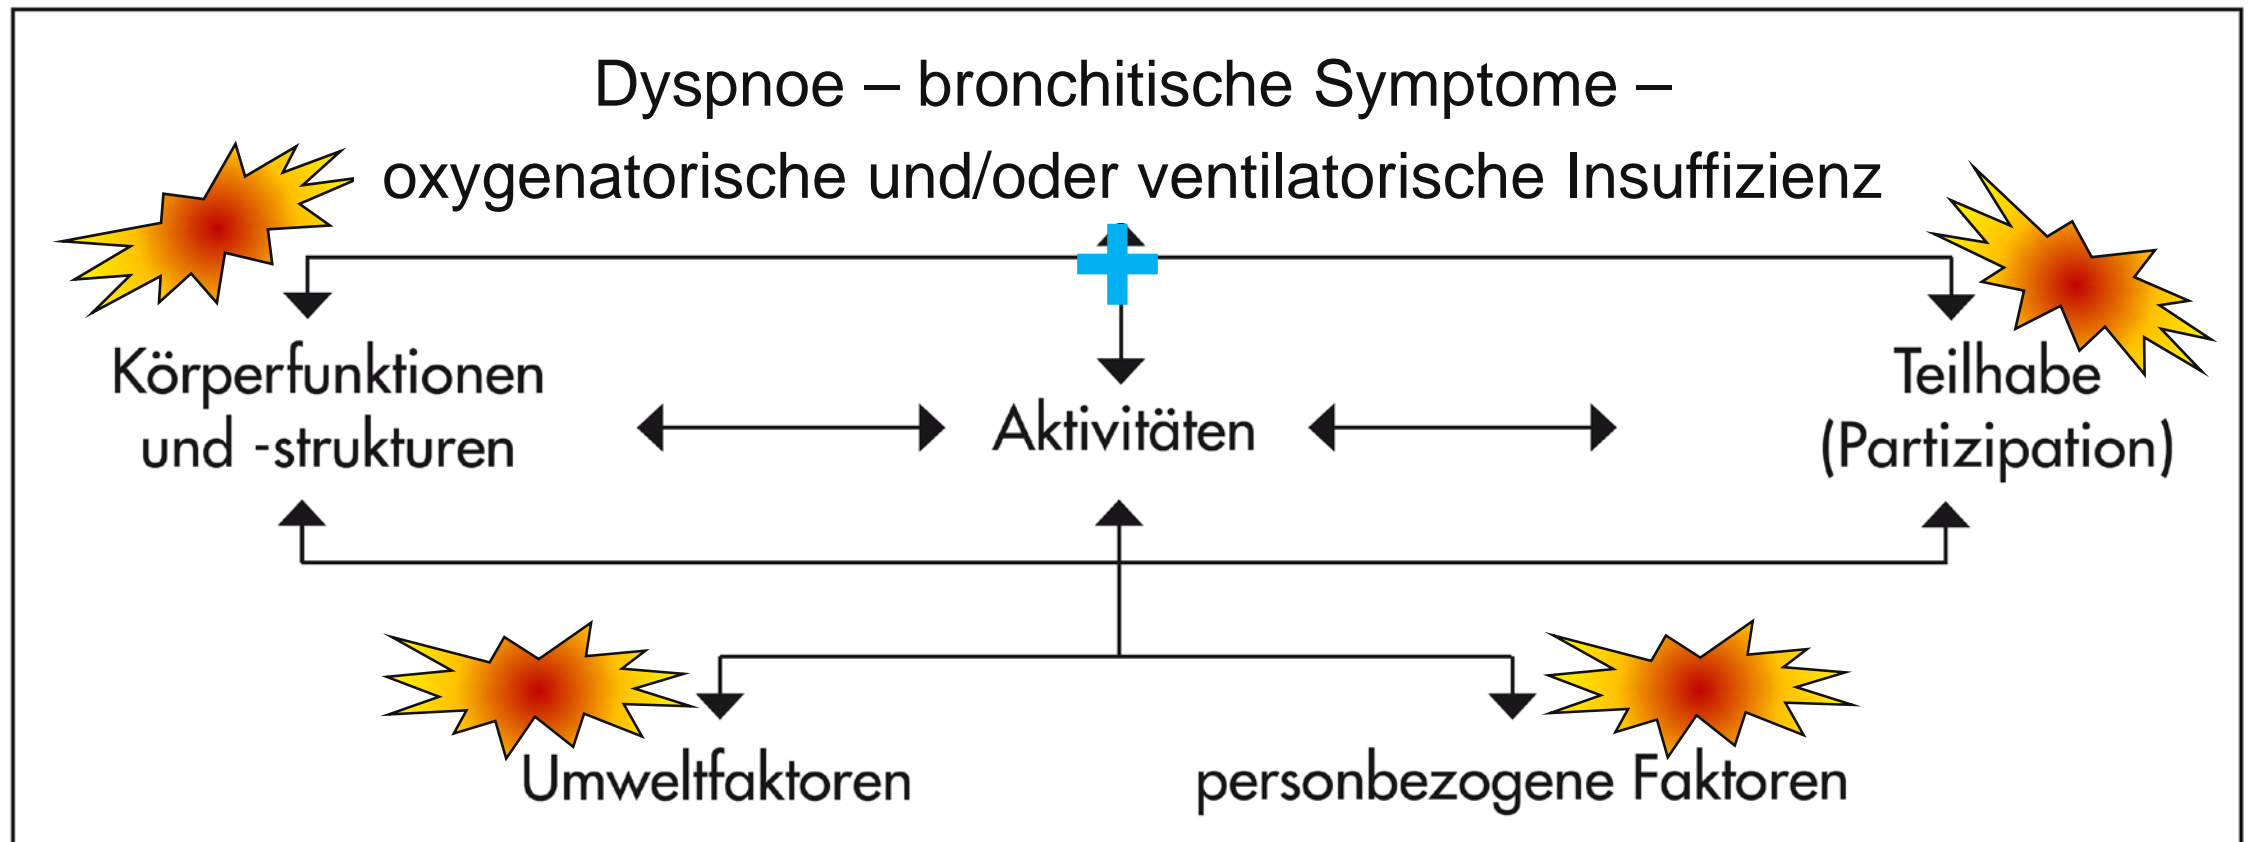 Dyspnoe – bronchitische Symptome –
oxygenatorische und/oder ventilatorische Insuffizienz
Körperfunktionen
und -strukturen
Aktivitäten
Teilhabe
(Partizipation)
Umweltfaktoren
personbezogene Faktoren